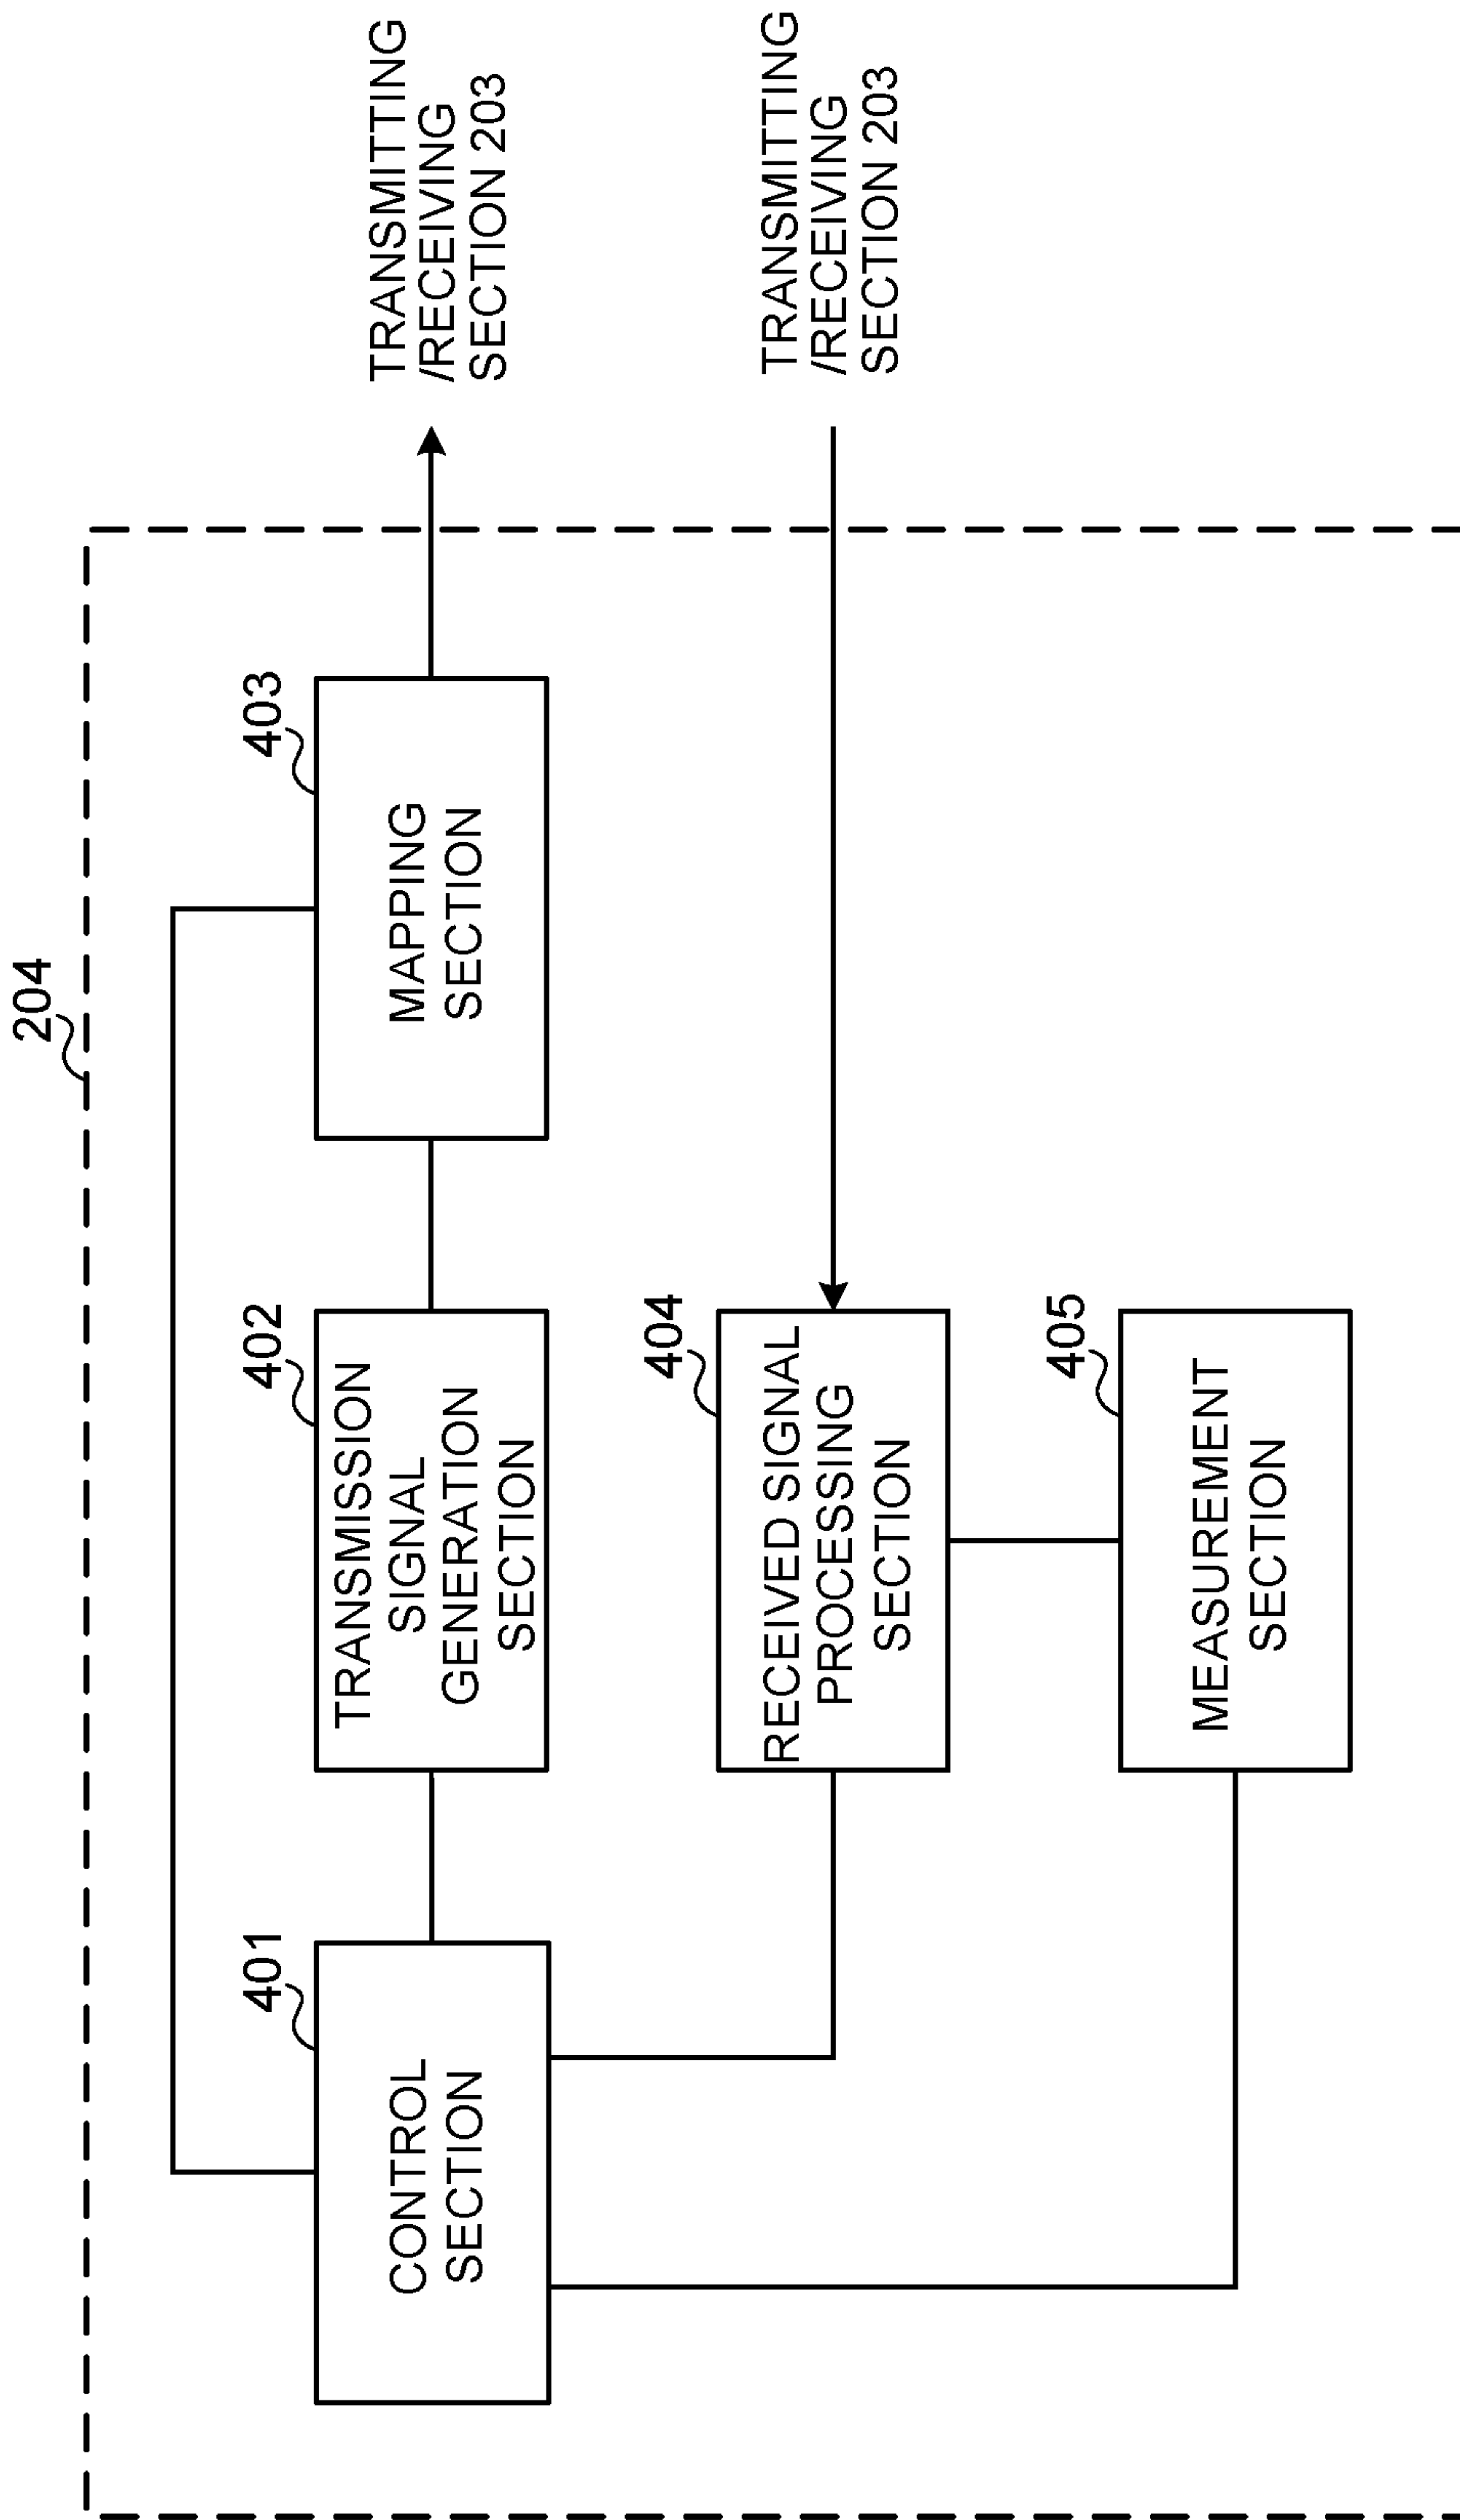 204
401
CONTROL
SECTION
402
TRANSMISSION
SIGNAL
GENERATION
SECTION
403
MAPPING
SECTION
TRANSMITTING
/RECEIVING
SECTION 203
404
RECEIVED SIGNAL
PROCESSING
SECTION
TRANSMITTING
/RECEIVING
SECTION 203
405
MEASUREMENT
SECTION